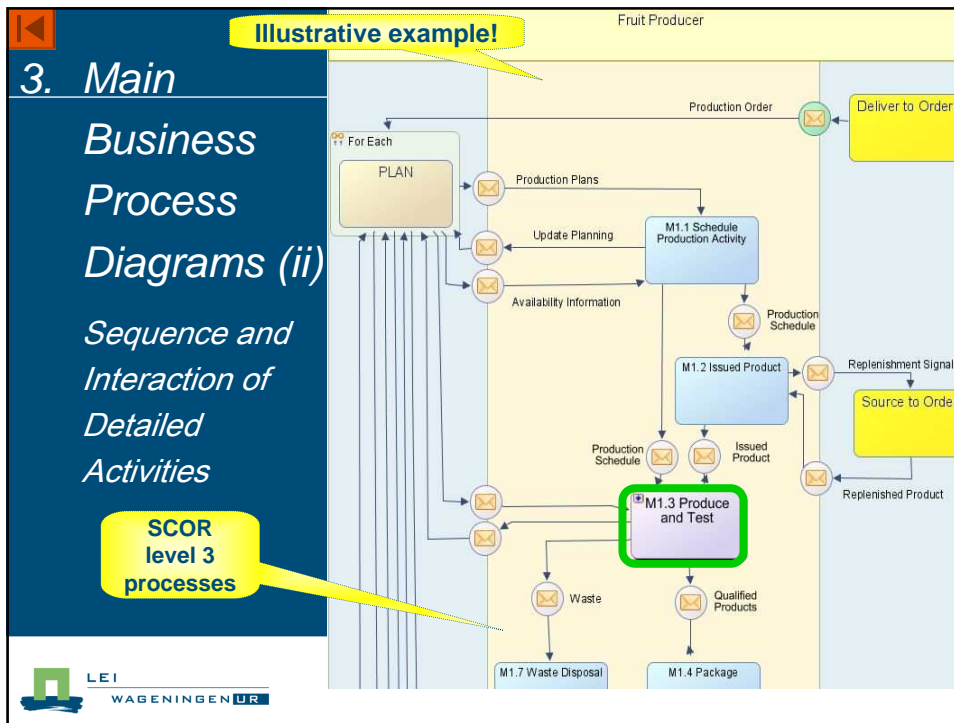 Illustrative example!
Fruit Producer
3. Main
Business
Process
Diagrams (ii)
Sequence and
Interaction of
Detailed
Activities
SCOR
level 3
processes
LEI
WAGENINGEN UR
Production Order
Deliver to Order
For Each
PLAN
Production Plans
M1.1 Schedule
Production Activity
Update Planning
Availability Information
Production
Schedule
M1.2 Issued Product
Replenishment Signal
Source to Orde
Production
Schedule
Issued
Product
Replenished Product
M1.3 Produce
and Test
Waste
Qualified
Products
M1.7 Waste Disposal
M1.4 Package